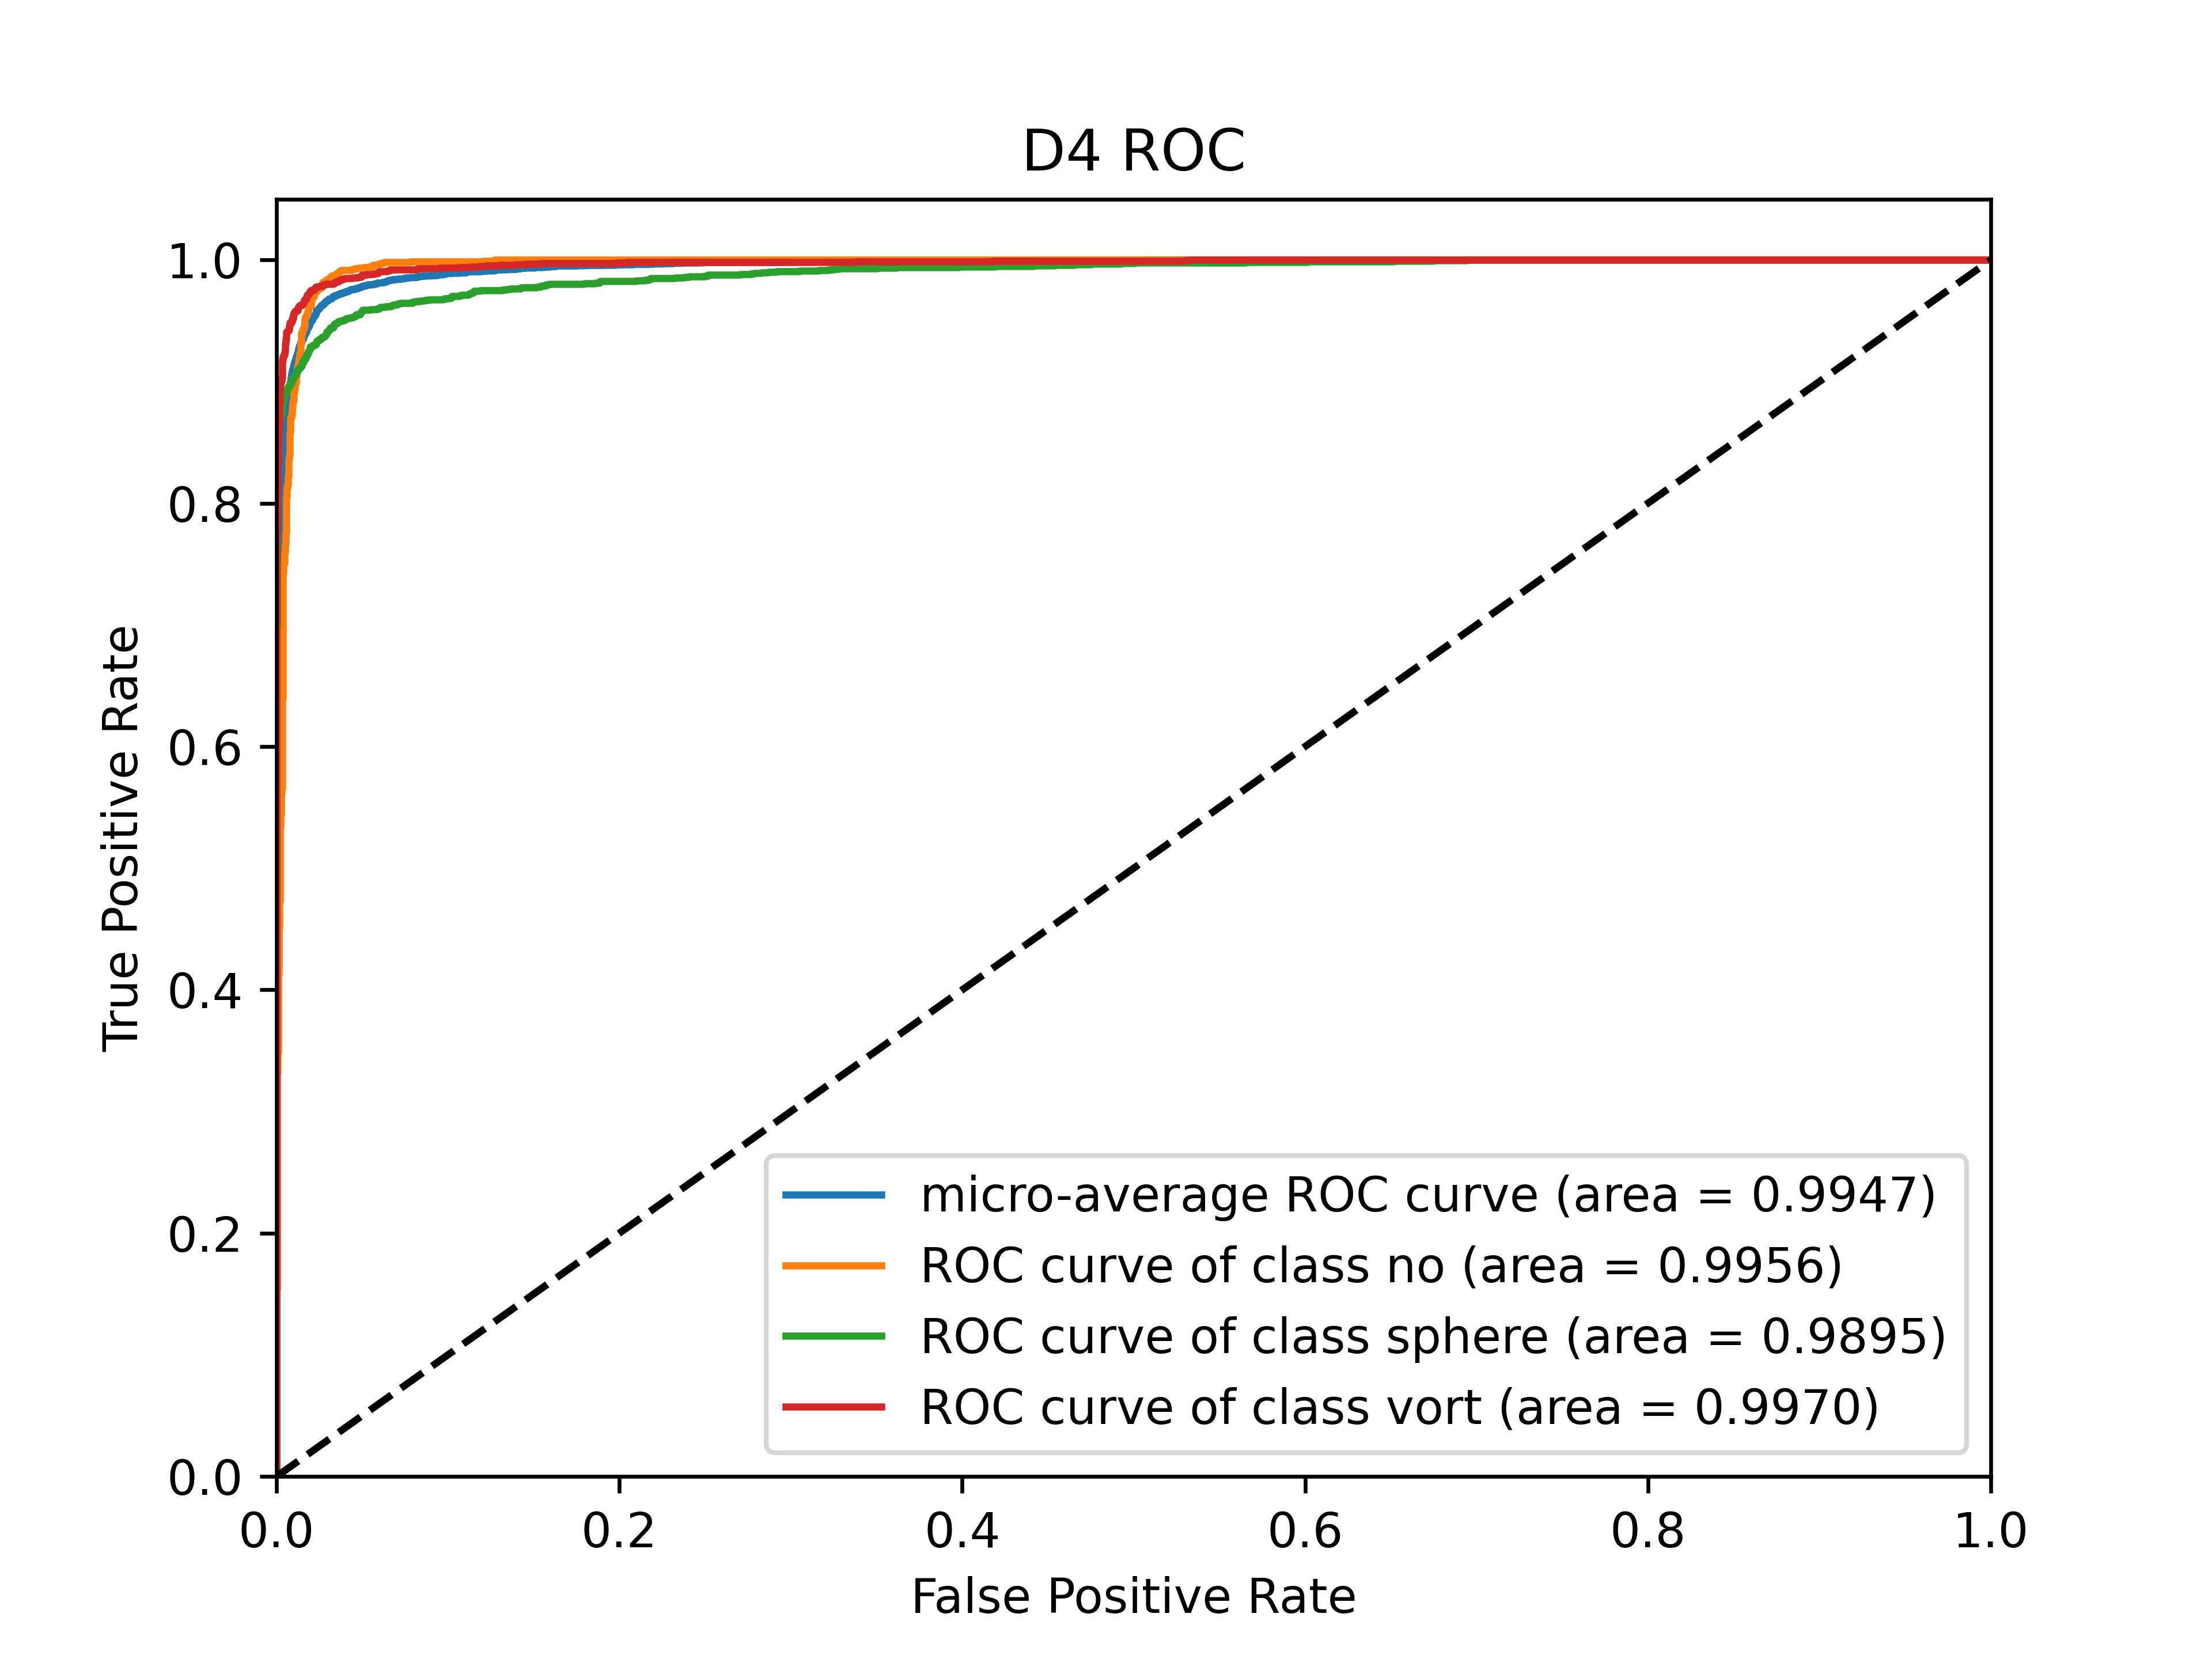 D4 ROC
1.0
0.8
0.6
0.4
0.2
0.0
True Positive Rate
0.0 0.2 0.4 0.6 0.8 1.0
False Positive Rate
micro-average ROC curve (area = 0.9947)
ROC curve of class no (area = 0.9956)
ROC curve of class sphere (area = 0.9895)
ROC curve of class vort (area = 0.9970)